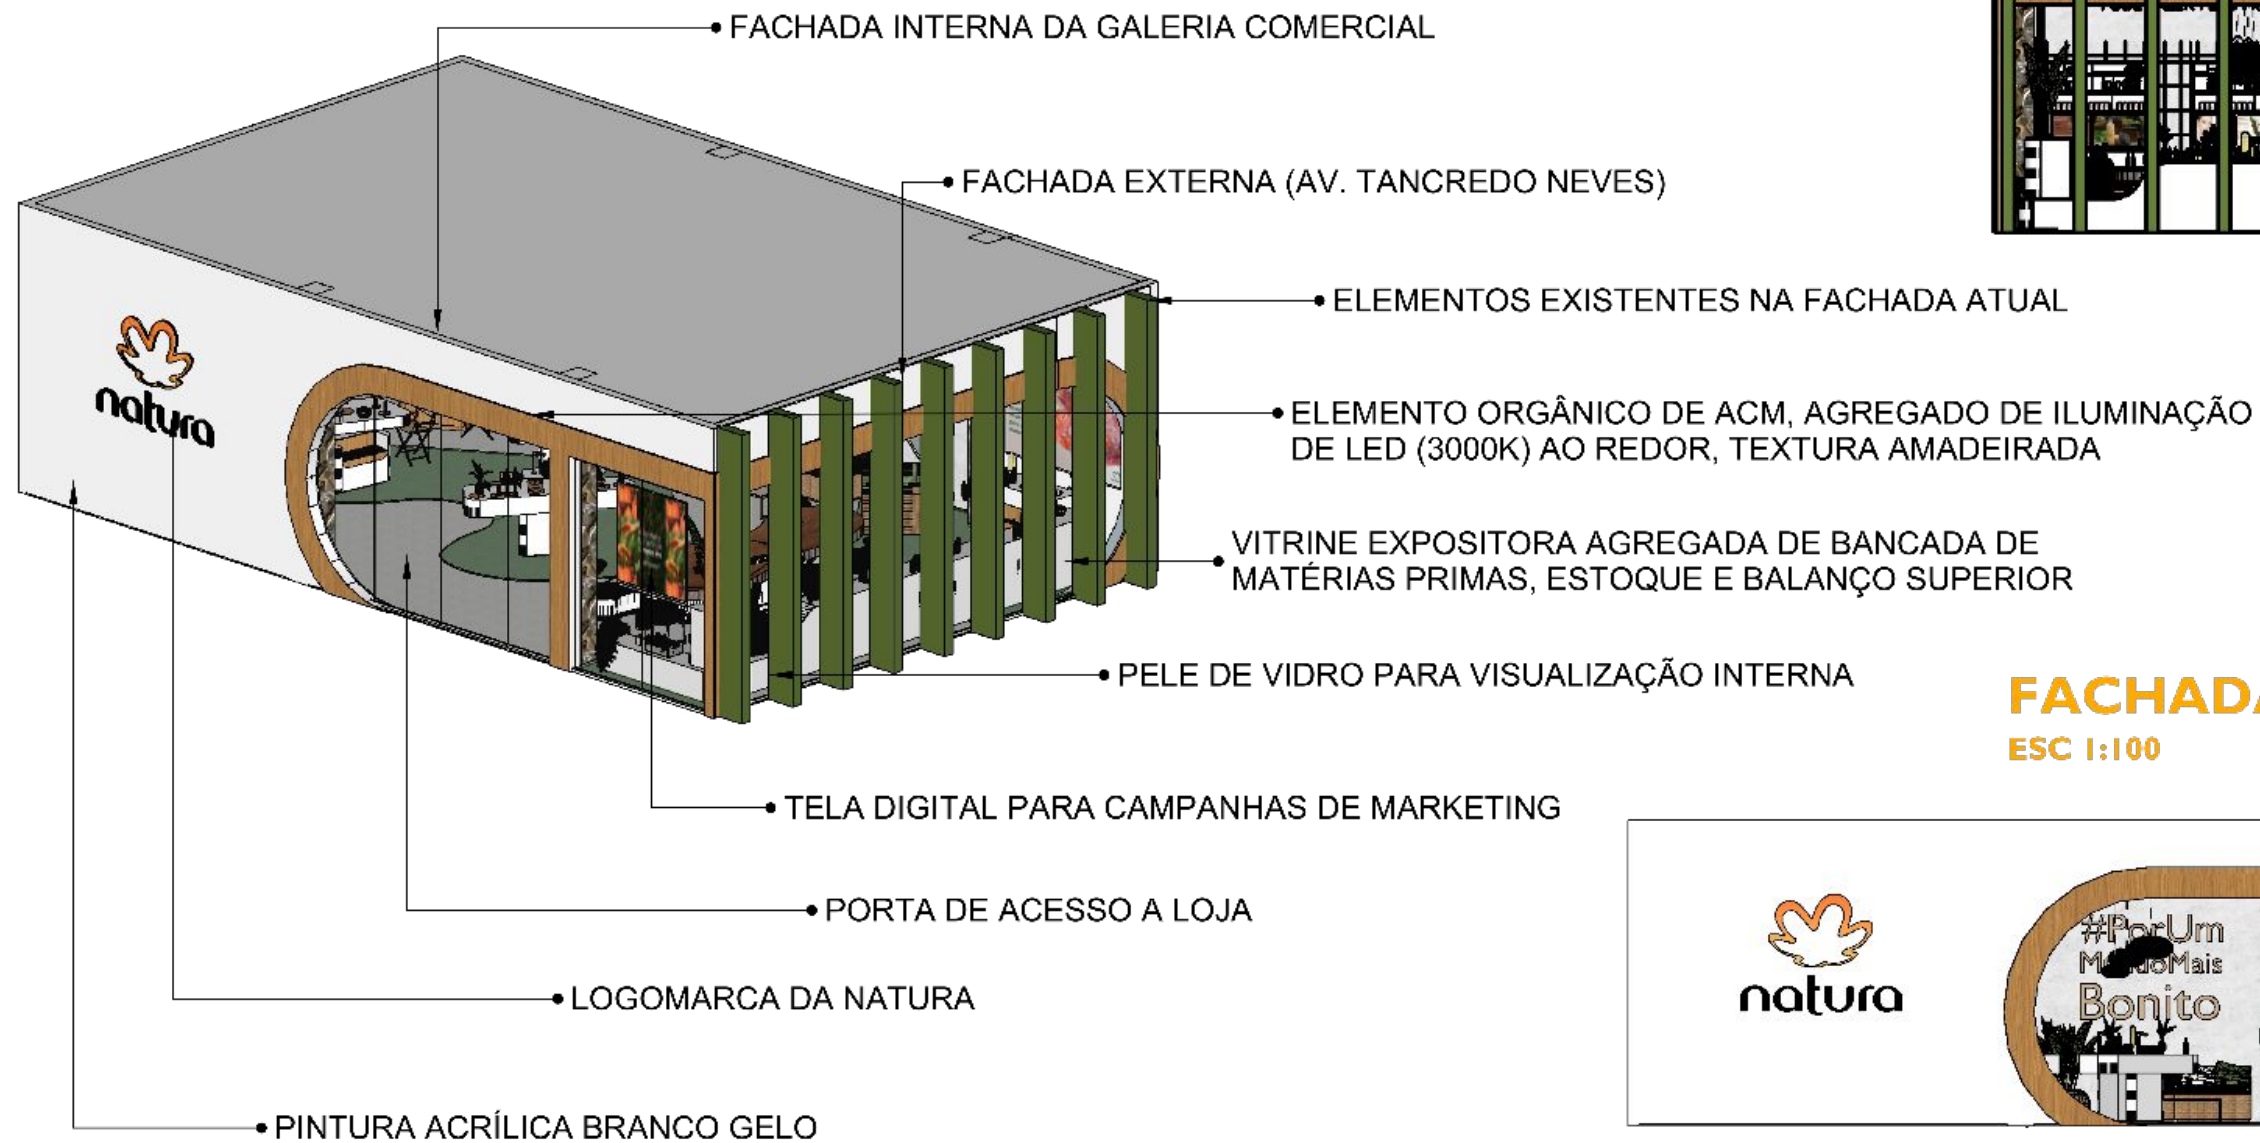 FACHADA INTERNA DA GALERIA COMERCIAL
FACHADA EXTERNA (AV. TANCREDO NEVES)
ELEMENTOS EXISTENTES NA FACHADA ATUAL
natura
ELEMENTO ORGÂNICO DE ACM, AGREGADO DE ILUMINAÇÃO
DE LED (3000K) AO REDOR, TEXTURA AMADEIRADA
VITRINE EXPOSITORA AGREGADA DE BANCADA DE
MATÉRIAS PRIMAS, ESTOQUE E BALANÇO SUPERIOR
PELE DE VIDRO PARA VISUALIZAÇÃO INTERNA
FACHADA
ESC 1:100
TELA DIGITAL PARA CAMPANHAS DE MARKETING
PORTA DE ACESSO A LOJA
LOGOMARCA DA NATURA
PINTURA ACRÍLICA BRANCO GELO
natura
#PorUm
Mais
Bonito